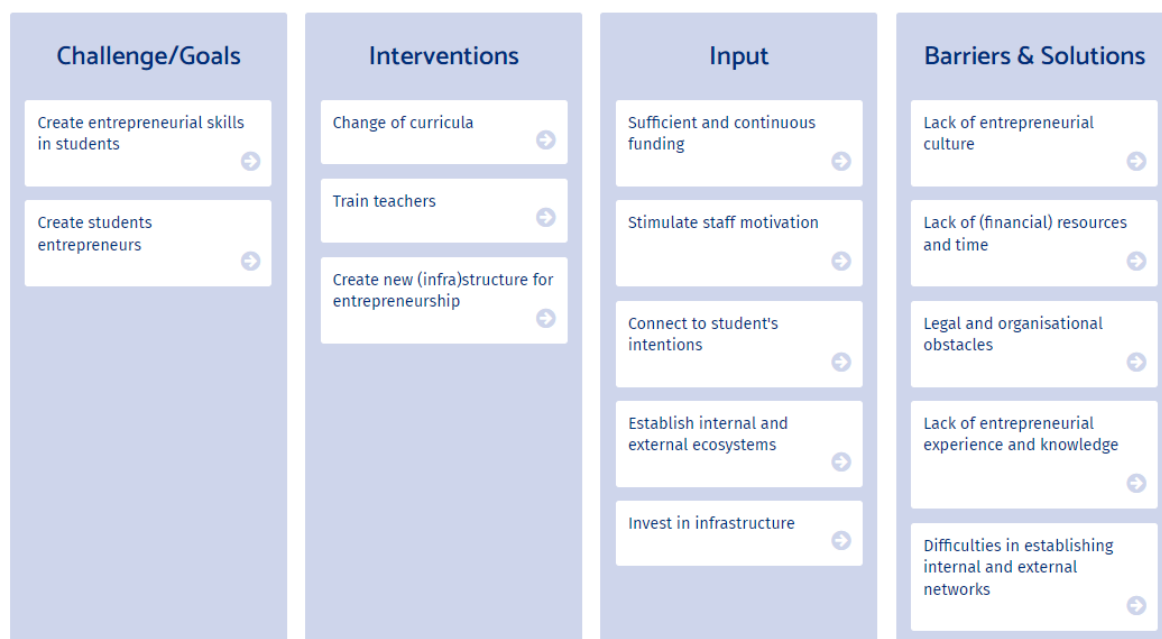 Challenge/Goals
Create entrepreneurial skills
in students
Create students
entrepreneurs
Interventions
Change of curricula
Train teachers
Create new (infra)structure for
entrepreneurship
Input
Sufficient and continuous
funding
Stimulate staff motivation
Connect to student's
intentions
Establish internal and
external ecosystems
Invest in infrastructure
Barriers & Solutions
Lack of entrepreneurial
culture
Lack of (financial) resources
and time
Legal and organisational
obstacles
Lack of entrepreneurial
experience and knowledge
Difficulties in establishing
internal and external
networks